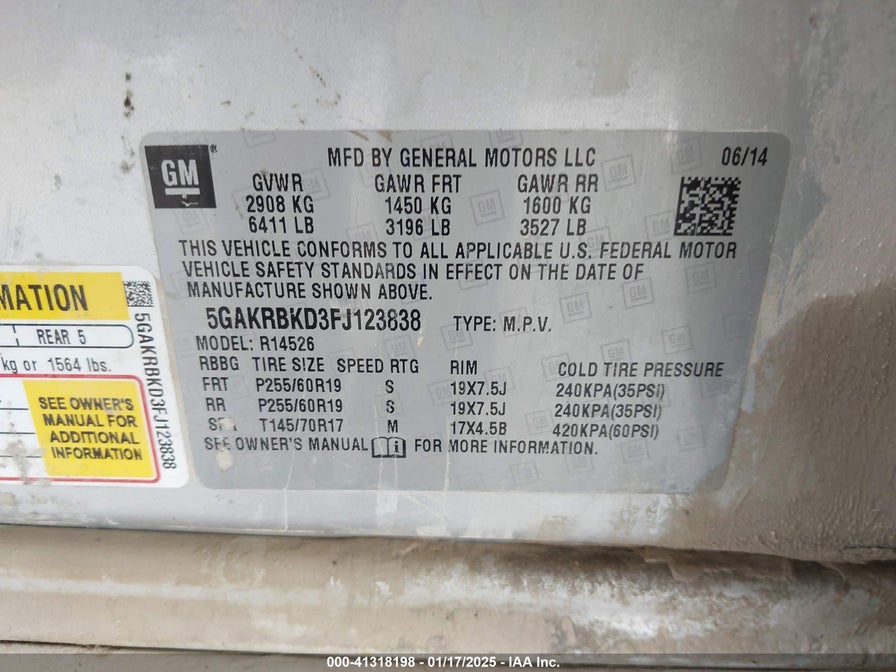 GM
MFD BY GENERAL MOTORS LLC 06/14
GVWR GAWR FRT GAWR RR
2908 KG 1450 KG 1600 KG
6411 LB 3196 LB 3527 LB
THIS VEHICLE CONFORMS TO ALL APPLICABLE U.S. FEDERAL MOTOR
VEHICLE SAFETY STANDARDS IN EFFECT ON THE DATE OF
MANUFACTURE SHOWN ABOVE.
5GAKRBKD3FJ123838 TYPE: M.P.V.
MODEL: R14526
RBBG TIRE SIZE SPEED RTG RIM COLD TIRE PRESSURE
FRT P255/60R19 S 19X7.5J 240KPA(35PSI)
RR P255/60R19 S 19X7.5J 240KPA(35PSI)
T145/70R17 M 17X4.5B 420KPA(60PSI)
SEE OWNER'S MANUAL FOR MORE INFORMATION.
MATION
REAR 5
kg or 1564 lbs.
SEE OWNER'S
MANUAL FOR
ADDITIONAL
INFORMATION
5GAKRBKD3FJ123838
000-41318198 - 01/17/2025 - IAA Inc.